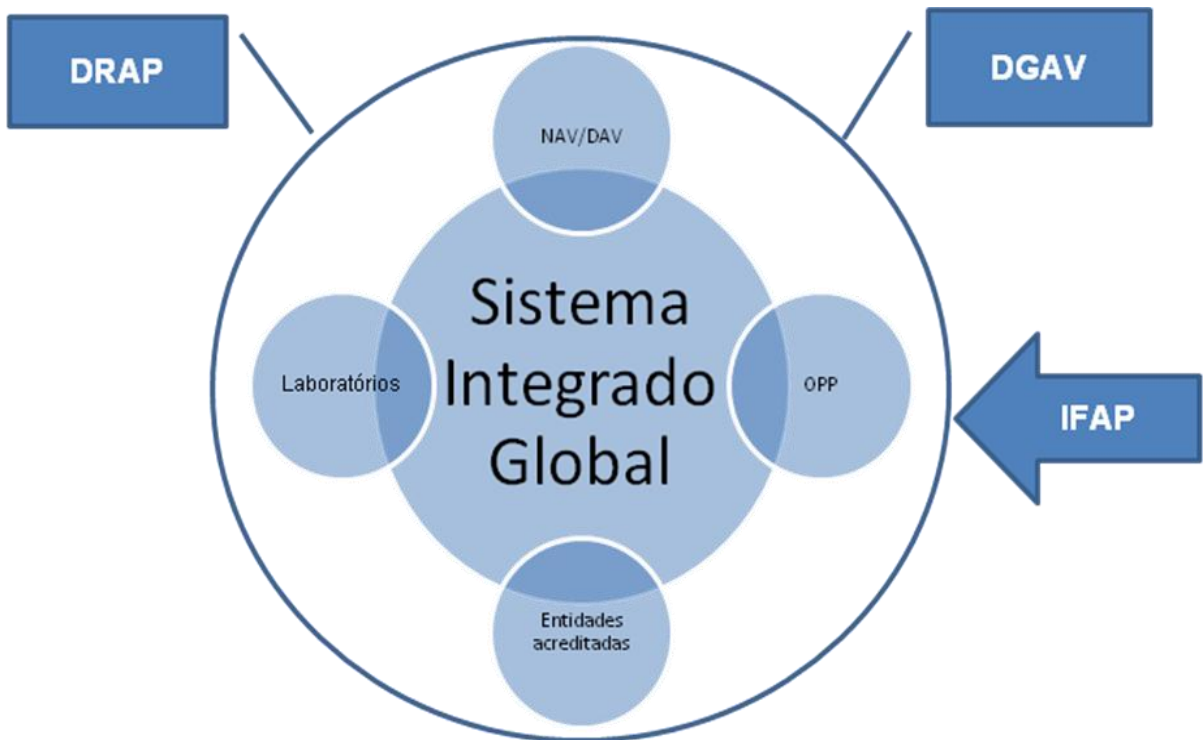 DRAP
DGAV
NAV/DAV
Sistema
Integrado
Global
Laboratórios
OPP
IFAP
Entidades
acreditadas